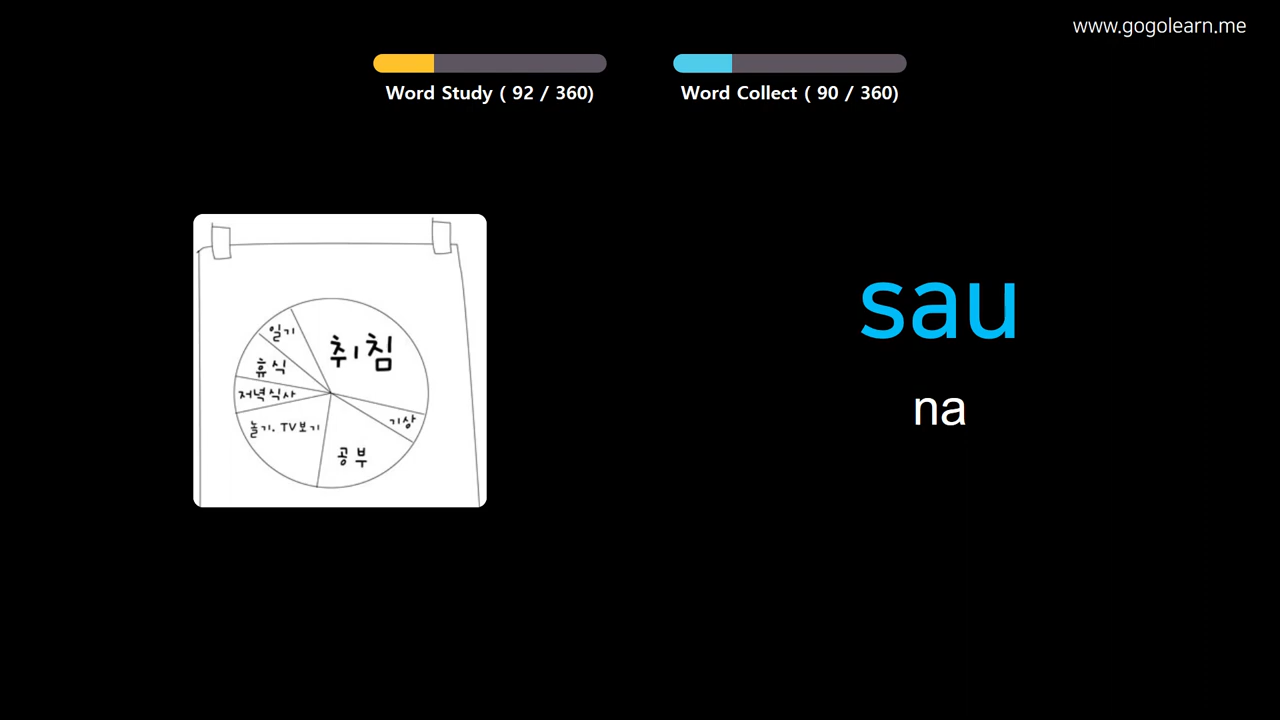 www.gogolearn.me
Word Study ( 92 / 360)
Word Collect ( 90 / 360)
일기
취침
휴식
저녁식사
놀기. TV보기
기상
공부
sau
na